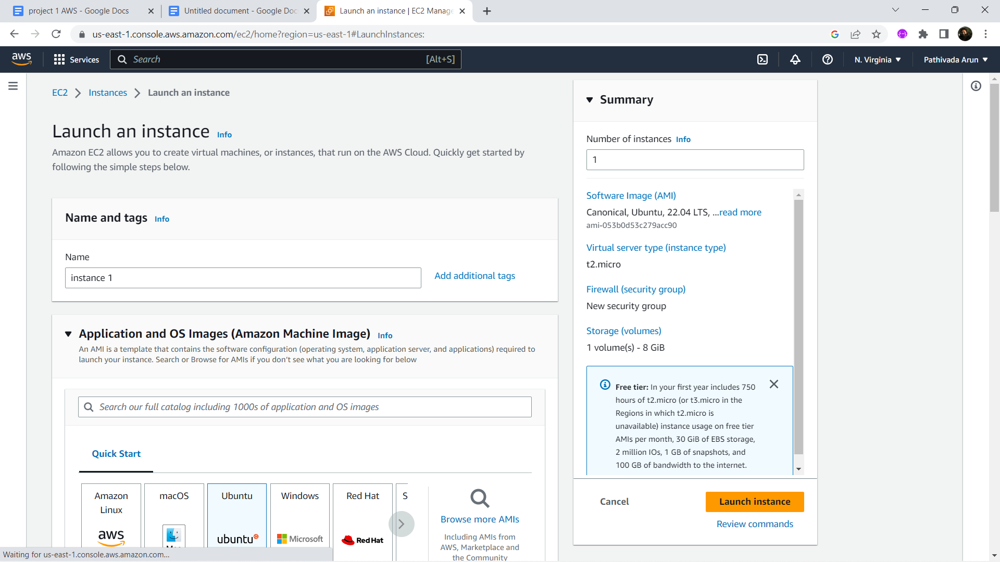 project 1 AWS - Google Docs
Untitled document - Google Doc
Launch an instance | EC2 Manage
us-east-1.console.aws.amazon.com/ec2/home?region=us-east-1#LaunchInstances:
aws
Services
Search
[Alt+S]
N. Virginia
Pathivada Arun
EC2
Instances
Launch an instance
Launch an instance Info
Amazon EC2 allows you to create virtual machines, or instances, that run on the AWS Cloud. Quickly get started by
following the simple steps below.
Name and tags Info
Name
instance 1
Add additional tags
Application and OS Images (Amazon Machine Image) Info
An AMI is a template that contains the software configuration (operating system, application server, and applications) required to
launch your instance. Search or Browse for AMIs if you don't see what you are looking for below
Search our full catalog including 1000s of application and OS images
Quick Start
Amazon
Linux
aws
macOS
Mac
Ubuntu
ubuntu
Windows
Microsoft
Red Hat
Red Hat
S
Browse more AMIs
Including AMIs from
AWS, Marketplace and
the Community
Summary
Number of instances Info
1
Software Image (AMI)
Canonical, Ubuntu, 22.04 LTS, ...read more
ami-053b0d53c279acc90
Virtual server type (instance type)
t2.micro
Firewall (security group)
New security group
Storage (volumes)
1 volume(s) - 8 GiB
Free tier: In your first year includes 750
hours of t2.micro (or t3.micro in the
Regions in which t2.micro is
unavailable) instance usage on free tier
AMIs per month, 30 GiB of EBS storage,
2 million IOs, 1 GB of snapshots, and
100 GB of bandwidth to the internet.
Cancel
Launch instance
Review commands
Waiting for us-east-1.console.aws.amazon.com...